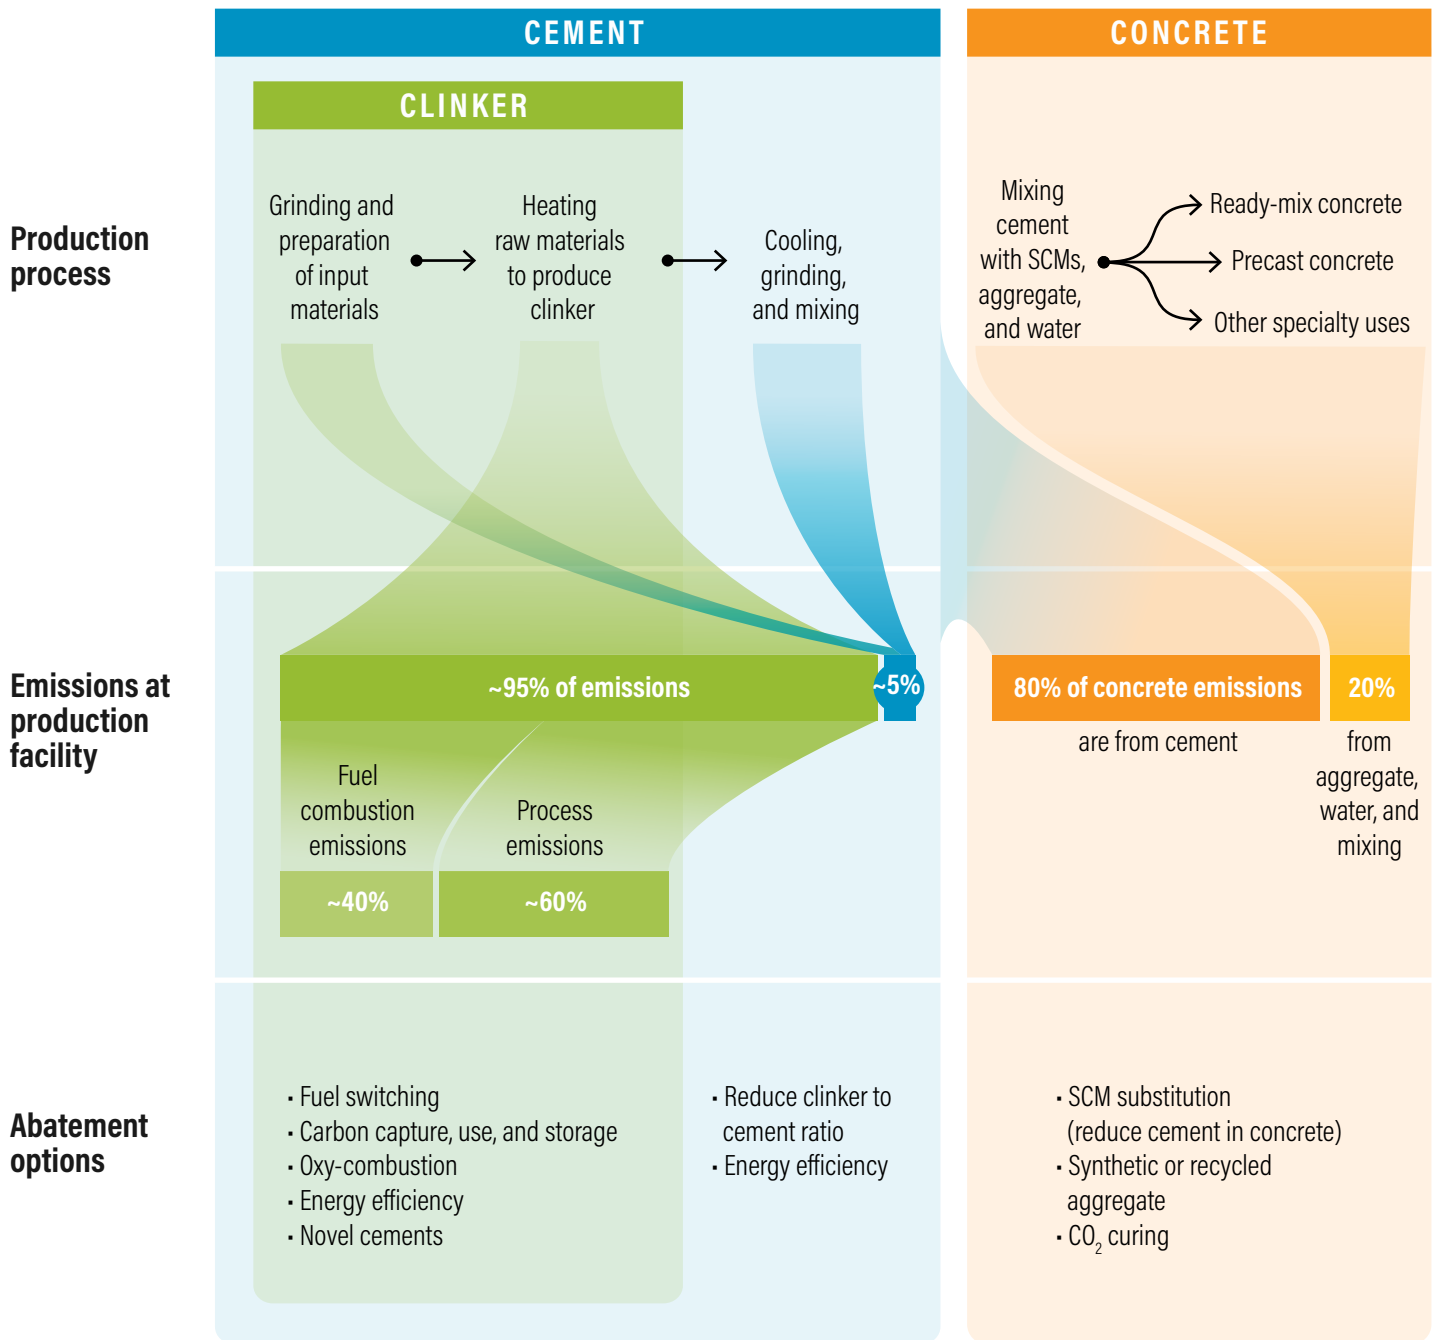 CEMENT
CONCRETE
CLINKER
Production
process
Grinding and
preparation
of input
materials
Heating
raw materials
to produce
clinker
Cooling,
grinding,
and mixing
Mixing
cement
with SCMs,
aggregate,
and water
Ready-mix concrete
Precast concrete
Other specialty uses
Emissions at
production
facility
~95% of emissions
~5%
80% of concrete emissions
are from cement
20%
from
aggregate,
water, and
mixing
Fuel
combustion
emissions
Process
emissions
~40%
~60%
Abatement
options
· Fuel switching
· Carbon capture, use, and storage
· Oxy-combustion
· Energy efficiency
· Novel cements
· Reduce clinker to
cement ratio
· Energy efficiency
· SCM substitution
(reduce cement in concrete)
· Synthetic or recycled
aggregate
· CO₂ curing